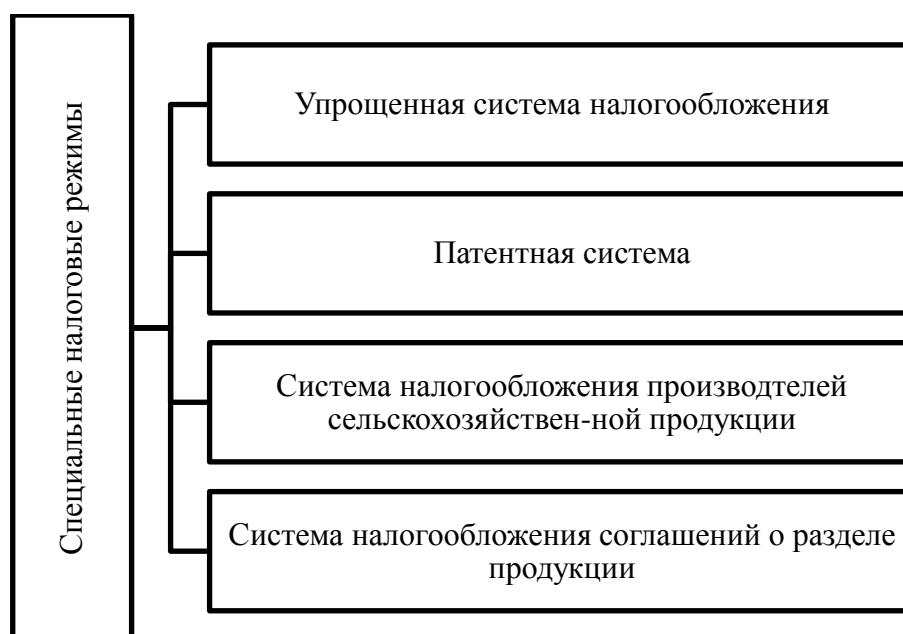 Специальные налоговые режимы
Упрощенная система налогообложения
Патентная система
Система налогообложения производтелей
сельскохозяйствен-ной продукции
Система налогообложения соглашений о разделе
продукции